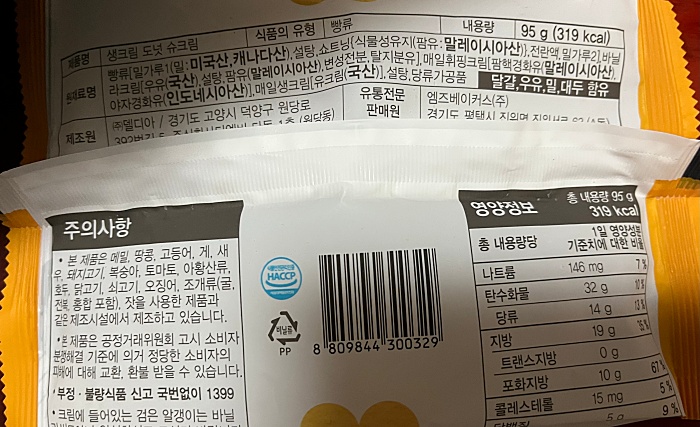 제품명 생크림 도넛 슈크림 식품의 유형 빵류 내용량 95 g (319 kcal)
빵류[밀가루1(밀:미국산,캐나다산),설탕,쇼트닝{식물성유지(팜유:말레이시아산)},전란액,밀가루2],바닐
라크림[우유(국산),설탕,팜유(말레이시아산),변성전분,탈지분유],매일휘핑크림[팜핵경화유(말레이시아산),
야자경화유(인도네시아산)],매일생크림[유크림(국산)],설탕,당류가공품 달걀,우유,밀,대두 함유
제조원 ㈜델디아 / 경기도 고양시 덕양구 원당로
유통전문
판매원 엠즈베이커스(주)
경기도 평택시
주의사항
• 본 제품은 메밀, 땅콩, 고등어, 게, 새
우, 돼지고기, 복숭아, 토마토, 아황산류,
호두, 닭고기, 쇠고기, 오징어, 조개류(굴,
전복, 홍합 포함), 잣을 사용한 제품과
같은 제조시설에서 제조하고 있습니다.
• 본 제품은 공정거래위원회 고시 소비자
분쟁해결 기준에 의거 정당한 소비자의
피해에 대해 교환, 환불 받을 수 있습니다.
• 부정·불량식품 신고 국번없이 1399
• 크림에 들어있는 검은 알갱이는 바닐
HACCP
비닐류
PP
8 809844 300329
영양정보 총 내용량 95 g
319 kcal
총 내용량당 1일 영양성분
기준치에 대한 비율
나트륨 146 mg 7 %
탄수화물 32 g 10 %
당류 14 g
지방 19 g
트랜스지방 0 g
포화지방 10 g 67 %
콜레스테롤 15 mg 5 %
단백질 5 g 9 %